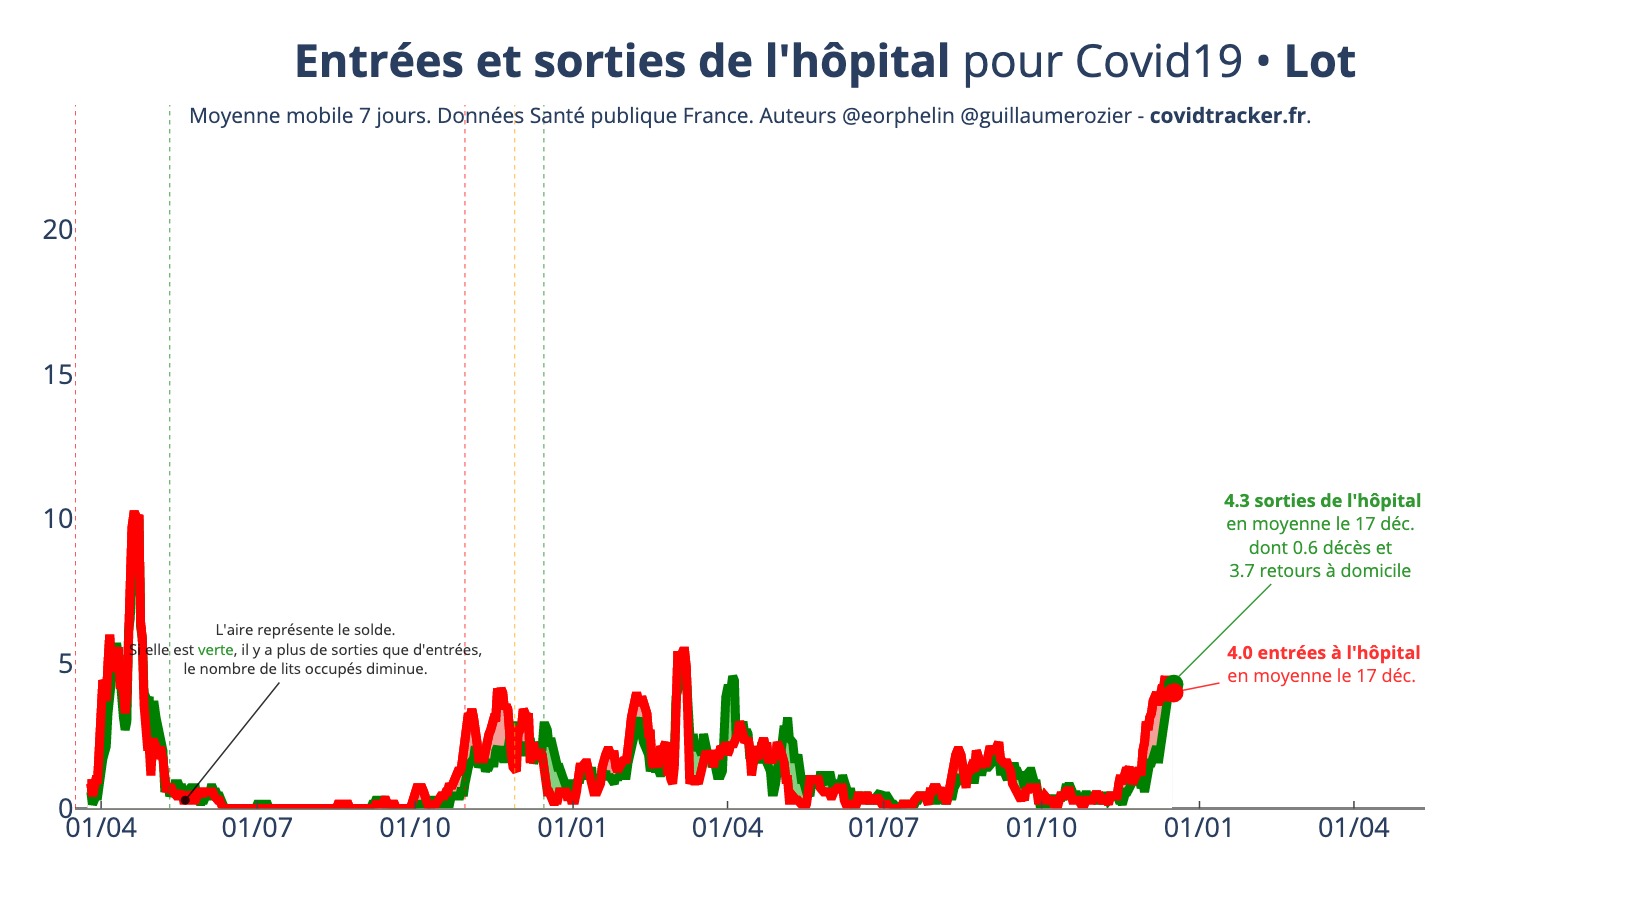 Entrées et sorties de l'hôpital pour Covid19 • Lot
Moyenne mobile 7 jours. Données Santé publique France. Auteurs @eorphelin @guillaumerozier - covidtracker.fr.
20
15
10
5
0
4.3 sorties de l'hôpital
en moyenne le 17 déc.
dont 0.6 décès et
3.7 retours à domicile
L'aire représente le solde.
Si elle est verte, il y a plus de sorties que d'entrées,
le nombre de lits occupés diminue.
4.0 entrées à l'hôpital
en moyenne le 17 déc.
01/04
01/07
01/10
01/01
01/04
01/07
01/10
01/01
01/04